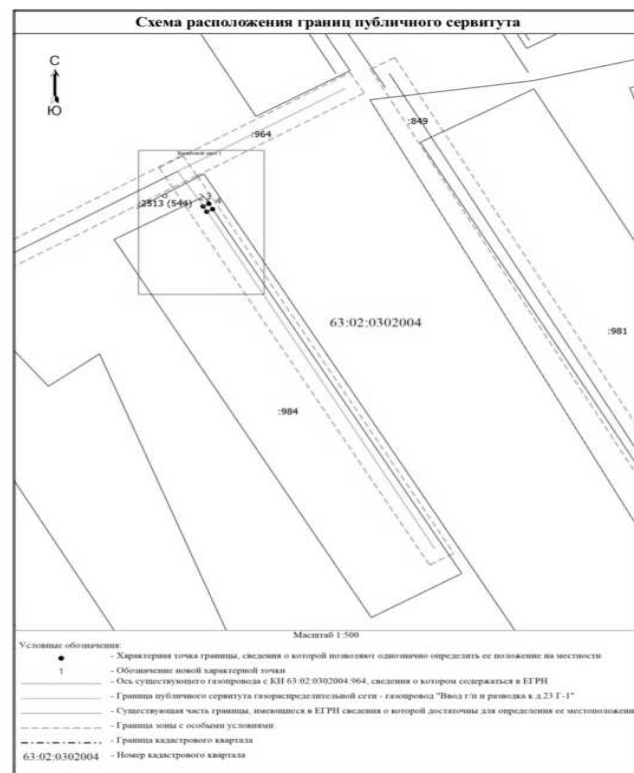 Схема расположения границ публичного сервитута
С
Ю
:964
:849
:2513 (544)
3
63:02:0302004
:981
:984
Масштаб 1:500
Условные обозначения:
- Характерная точка границы, сведения о которой позволяют однозначно определить ее положение на местности
1 - Обозначение новой характерной точки
- Ось существующего газопровода с КН 63:02:0302004:964, сведения о котором содержаться в ЕГРН
- Граница публичного сервитута газораспределительной сети - газопровод "Ввод г/п и разводка к д.23 Г-1"
- Существующая часть границы, имеющиеся в ЕГРН сведения о которой достаточны для определения ее местоположени
- Граница зоны с особыми условиями
- Граница кадастрового квартала
63:02:0302004 - Номер кадастрового квартала